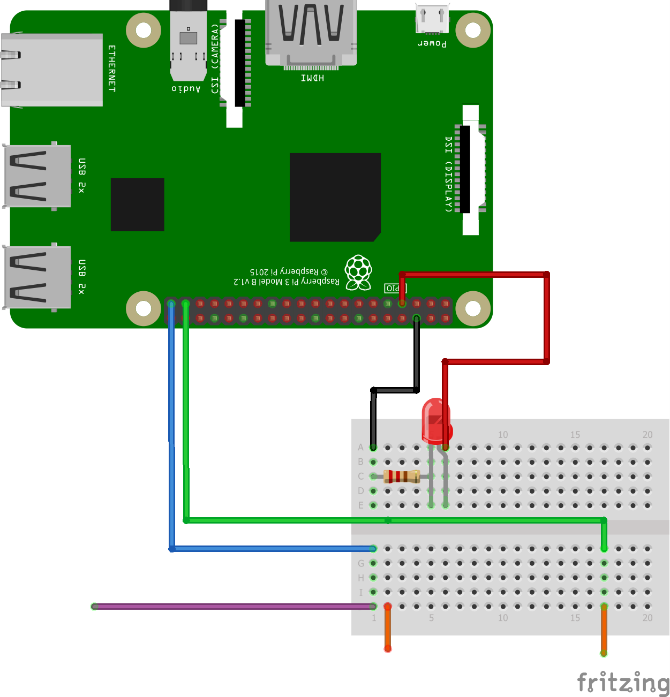 ETHERNET
Audio
CSI (CAMERA)
HDMI
Power
DSI (DISPLAY)
USB 2x
USB 2x
Raspberry Pi 3 Model B v1.2
© Raspberry Pi 2015
GPIO
10
15
20
A
B
C
D
E
G
H
I
1
5
15
20
fritzing